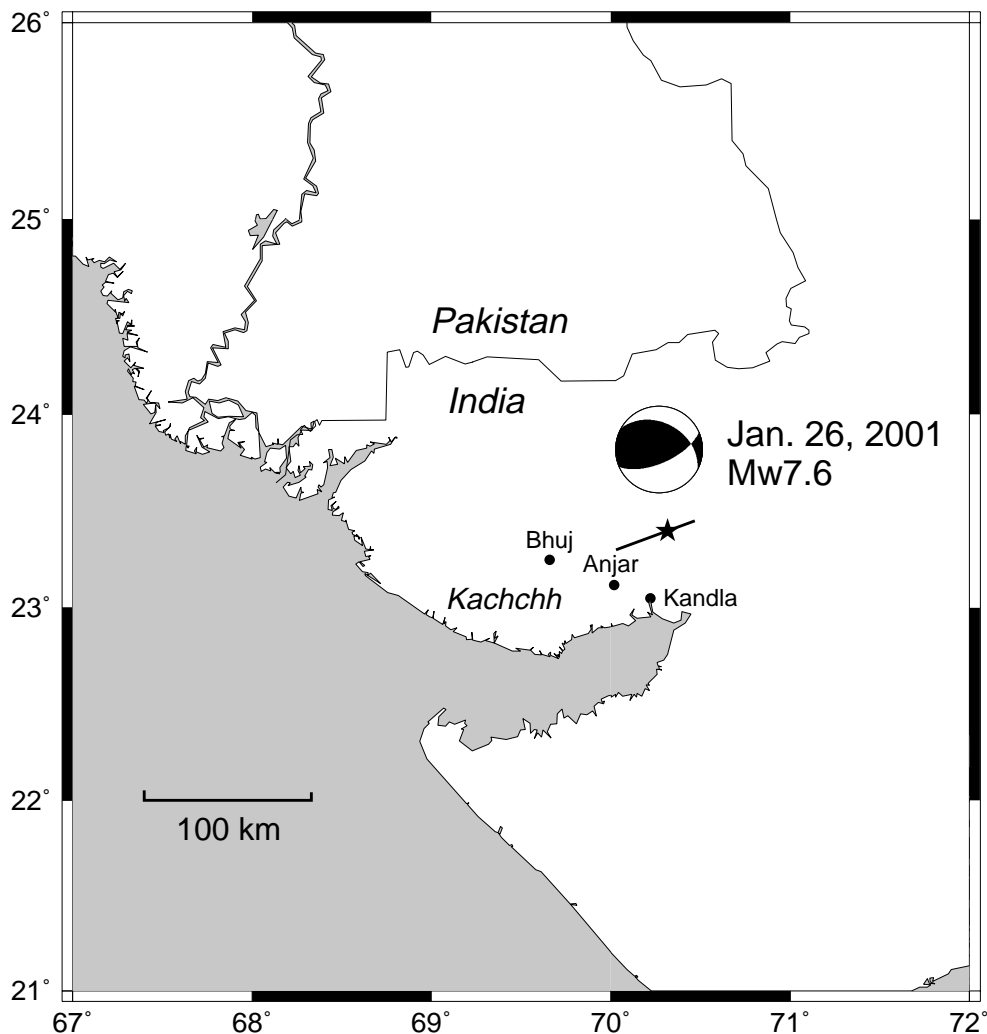 26°
25°
Pakistan
24°
India
Jan. 26, 2001
Mw7.6
Bhuj
Anjar
Kachchh
Kandla
23°
22°
100 km
21°
67°
68°
69°
70°
71°
72°